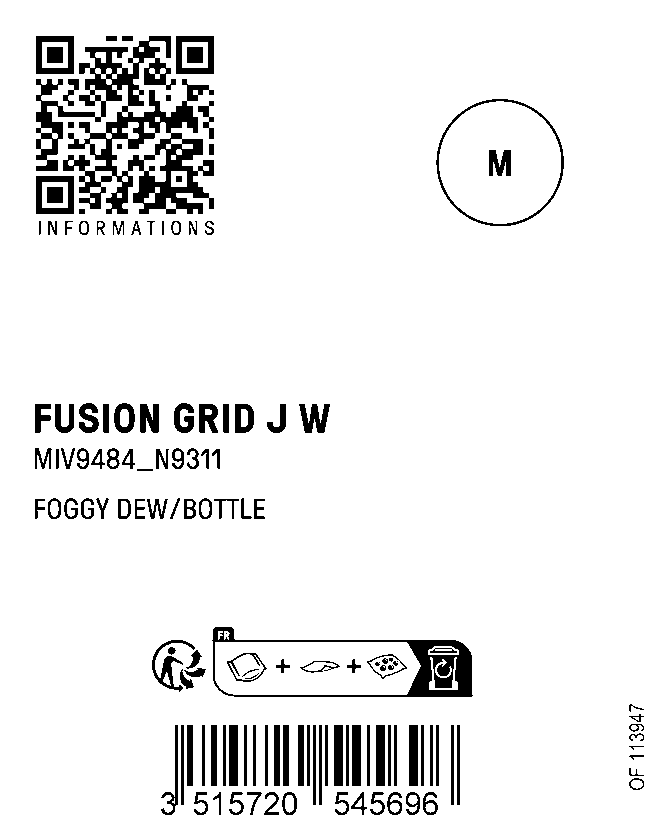 INFORMATIONS
M
FUSION GRID J W
MIV9484_N9311
FOGGY DEW/BOTTLE
FR
3 515720 545696
OF 113947